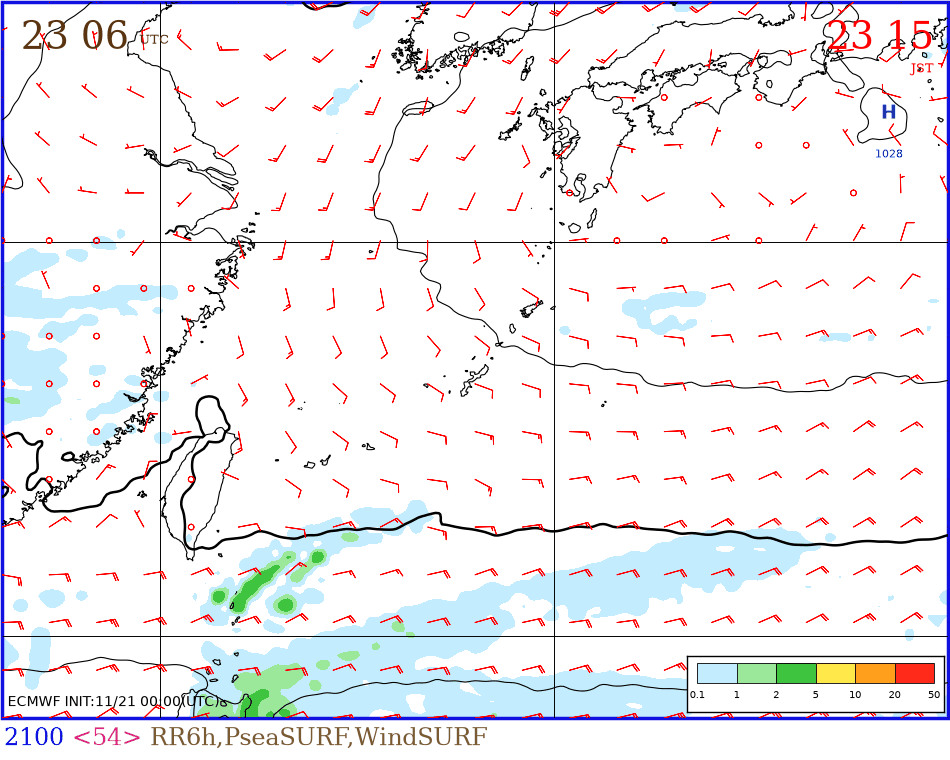 23 06 UTC
23 15
JST
H
1028
0.1 1 2 5 10 20 50
ECMWF INIT:11/21 00:00(UTC)
2100 <54> RR6h,PseaSURF,WindSURF